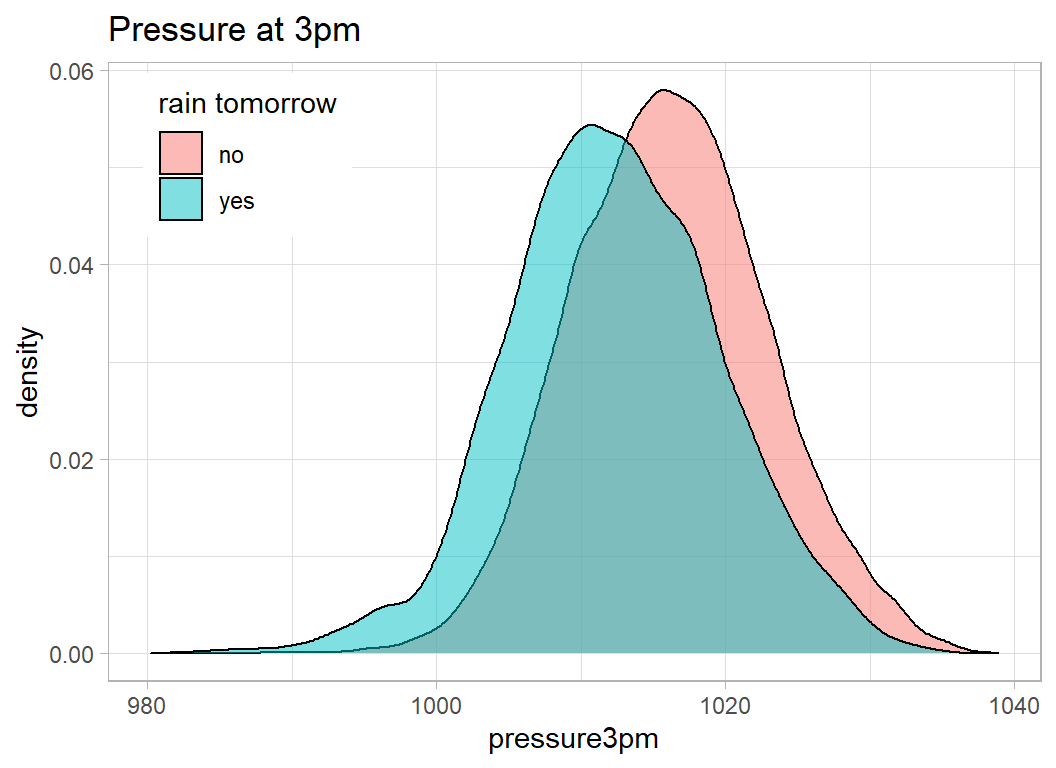 Pressure at 3pm
rain tomorrow
no
yes
density
0.06
0.04
0.02
0.00
980 1000 1020 1040
pressure3pm